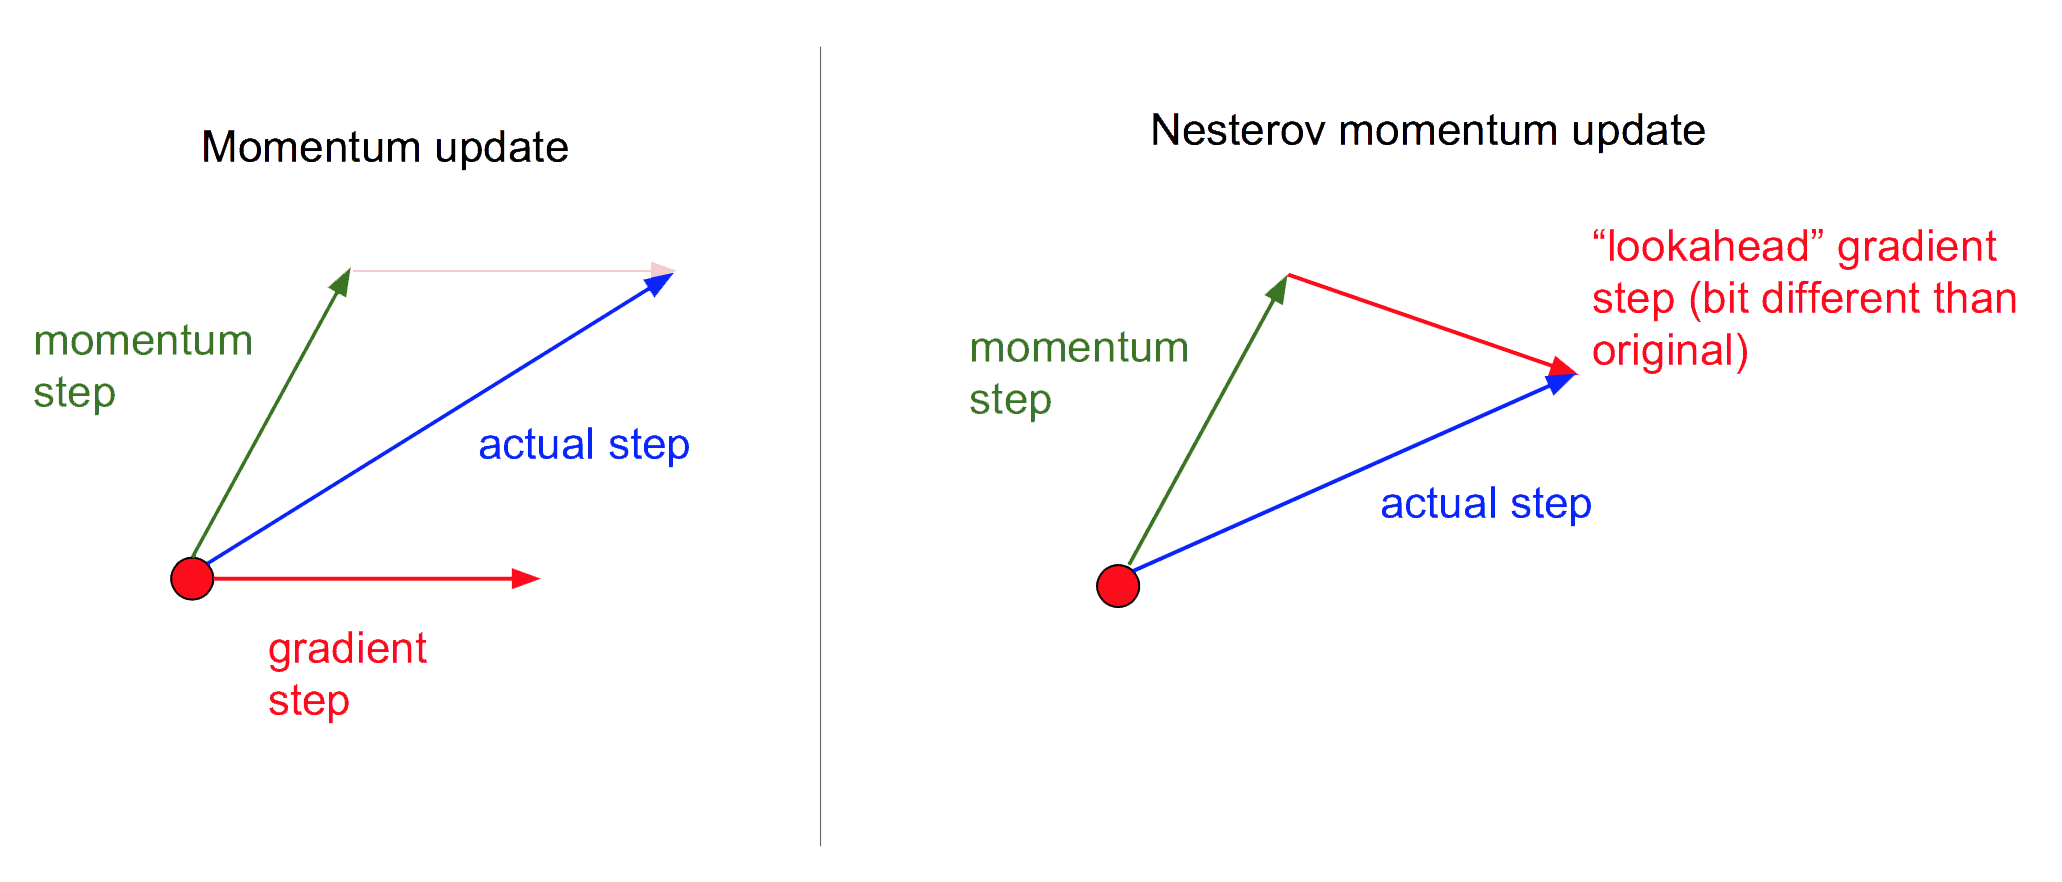 Momentum update
momentum
step
actual step
gradient
step
Nesterov momentum update
“lookahead” gradient
step (bit different than
original)
momentum
step
actual step